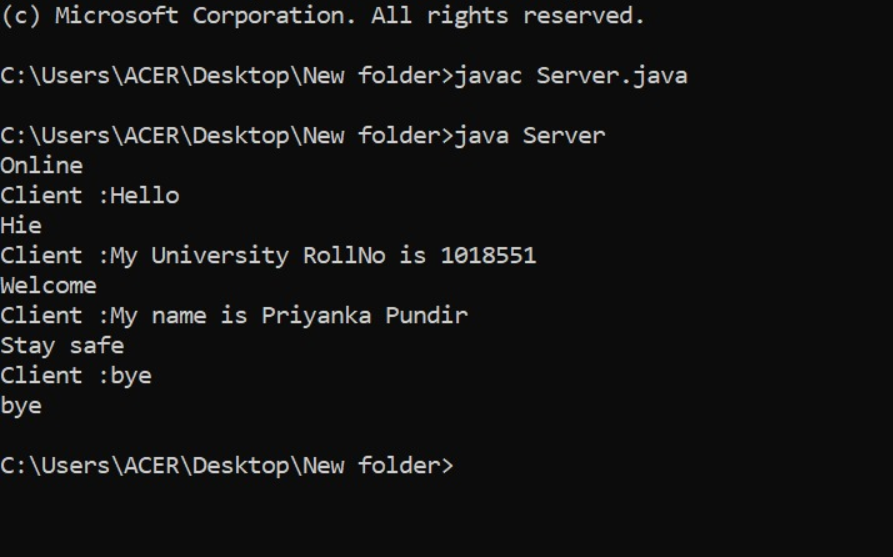 (c) Microsoft Corporation. All rights reserved.
C:\Users\ACER\Desktop\New folder>javac Server.java
C:\Users\ACER\Desktop\New folder>java Server
Online
Client :Hello
Hie
Client :My University RollNo is 1018551
Welcome
Client :My name is Priyanka Pundir
Stay safe
Client :bye
bye
C:\Users\ACER\Desktop\New folder>